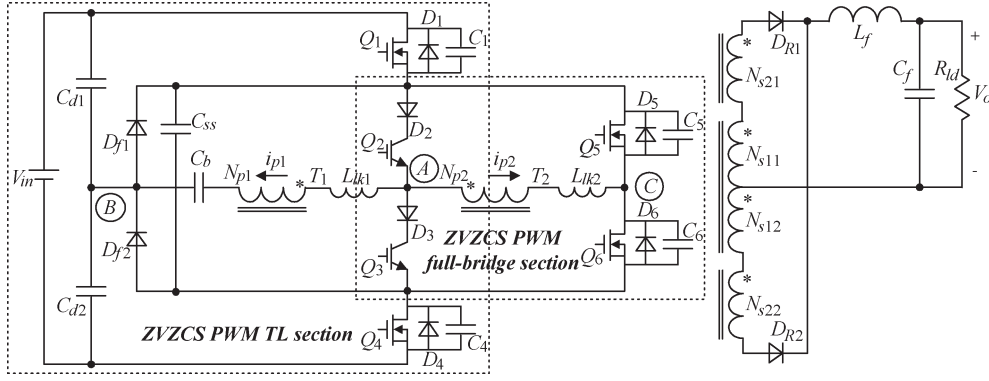 D1
Q1
C1
Cd1
Css
Df1
D2
Q2
D5
Q5
C5
Vin
Cb
Np1
ip1
*
T1
Llk1
A
Np2
*
ip2
T2
Llk2
C
B
Df2
D3
Q3
ZVZCS PWM
full-bridge section
D6
Q6
C6
Cd2
ZVZCS PWM TL section
Q4
D4
C4
*
DR1
Ns21
Lf
Cf
Rld
+
Vo
-
*
Ns11
*
Ns12
*
Ns22
DR2